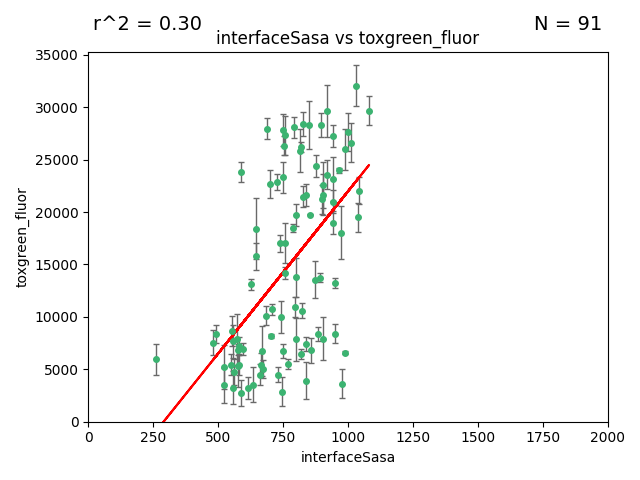 r^2 = 0.30
N = 91
interfaceSasa vs toxgreen_fluor
35000
30000
25000
20000
15000
10000
5000
0
toxgreen_fluor
0 250 500 750 1000 1250 1500 1750 2000
interfaceSasa